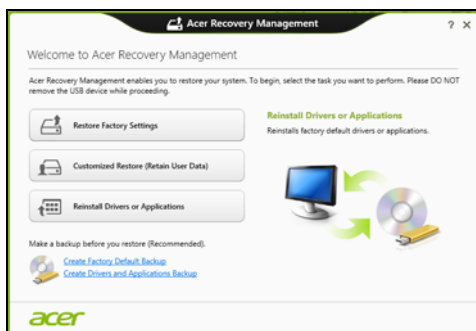 Acer Recovery Management
? X
Welcome to Acer Recovery Management
Acer Recovery Management enables you to restore your system. To begin, select the task you want to perform. Please DO NOT
remove the USB device while proceeding.
Restore Factory Settings
Customized Restore (Retain User Data)
Reinstall Drivers or Applications
Reinstall Drivers or Applications
Reinstalls factory default drivers or applications.
Make a backup before you restore (Recommended).
Create Factory Default Backup
Create Drivers and Applications Backup
acer